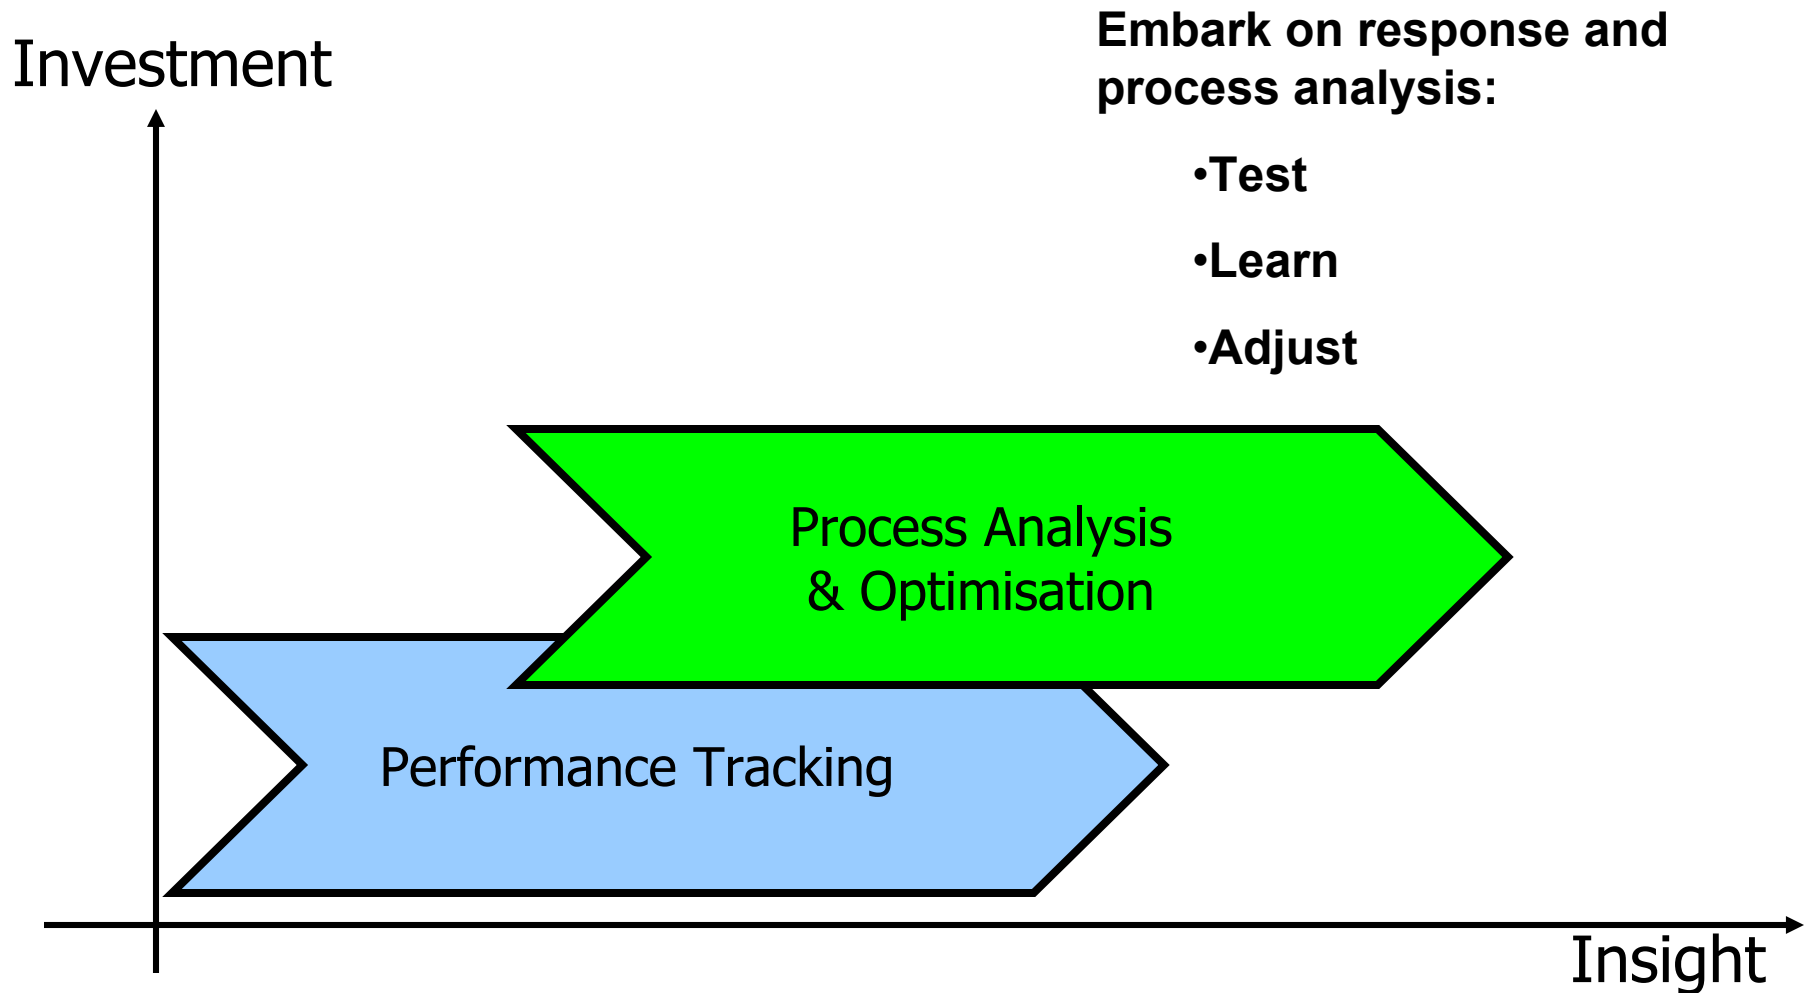 Investment
Embark on response and
process analysis:
•Test
•Learn
•Adjust
Process Analysis
& Optimisation
Performance Tracking
Insight